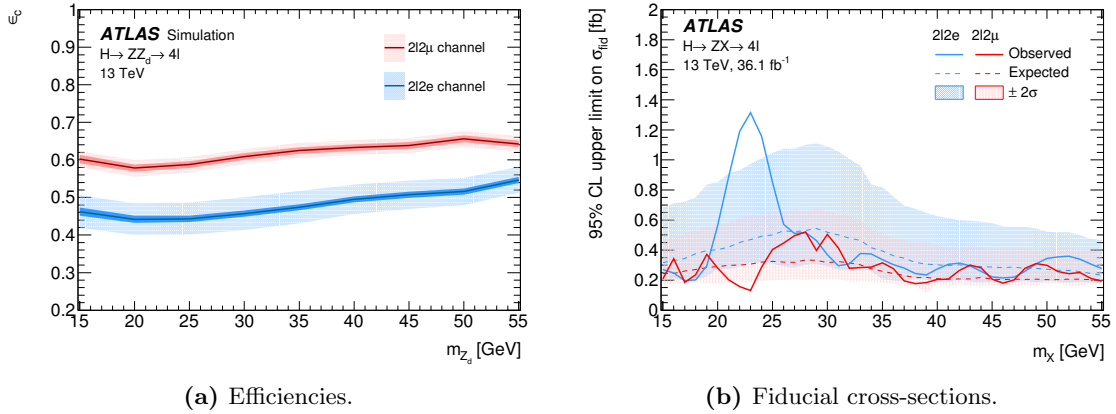 ε_c
1
0.9
0.8
0.7
0.6
0.5
0.4
0.3
0.2
ATLAS Simulation
H→ ZZ_d→ 4l
13 TeV
2l2μ channel
2l2e channel
15 20 25 30 35 40 45 50 55
m_{Z_d} [GeV]
(a) Efficiencies.
95% CL upper limit on σ_fid [fb]
2
1.8
1.6
1.4
1.2
1
0.8
0.6
0.4
0.2
0
ATLAS
H→ ZX→ 4l
13 TeV, 36.1 fb⁻¹
2l2e 2l2μ
Observed
Expected
± 2σ
15 20 25 30 35 40 45 50 55
m_X [GeV]
(b) Fiducial cross-sections.